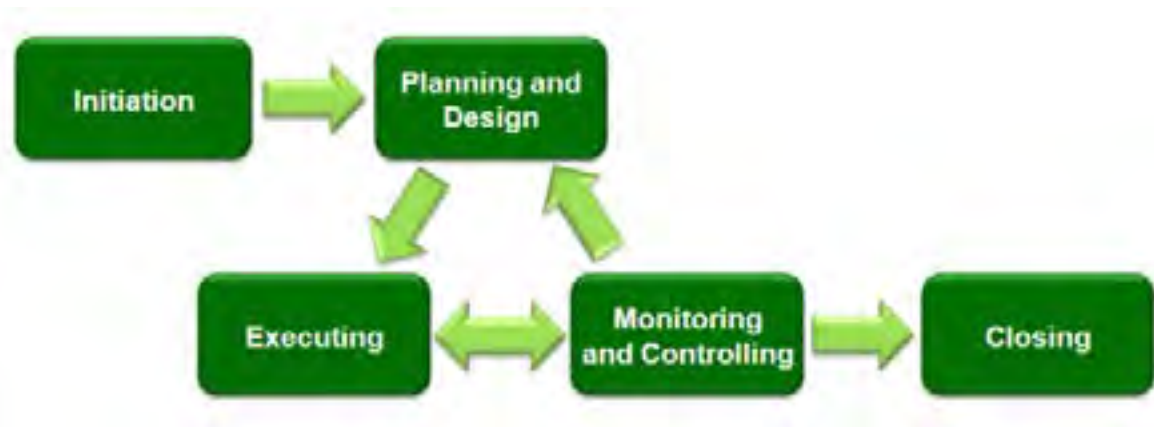 Initiation
Planning and
Design
Executing
Monitoring
and Controlling
Closing